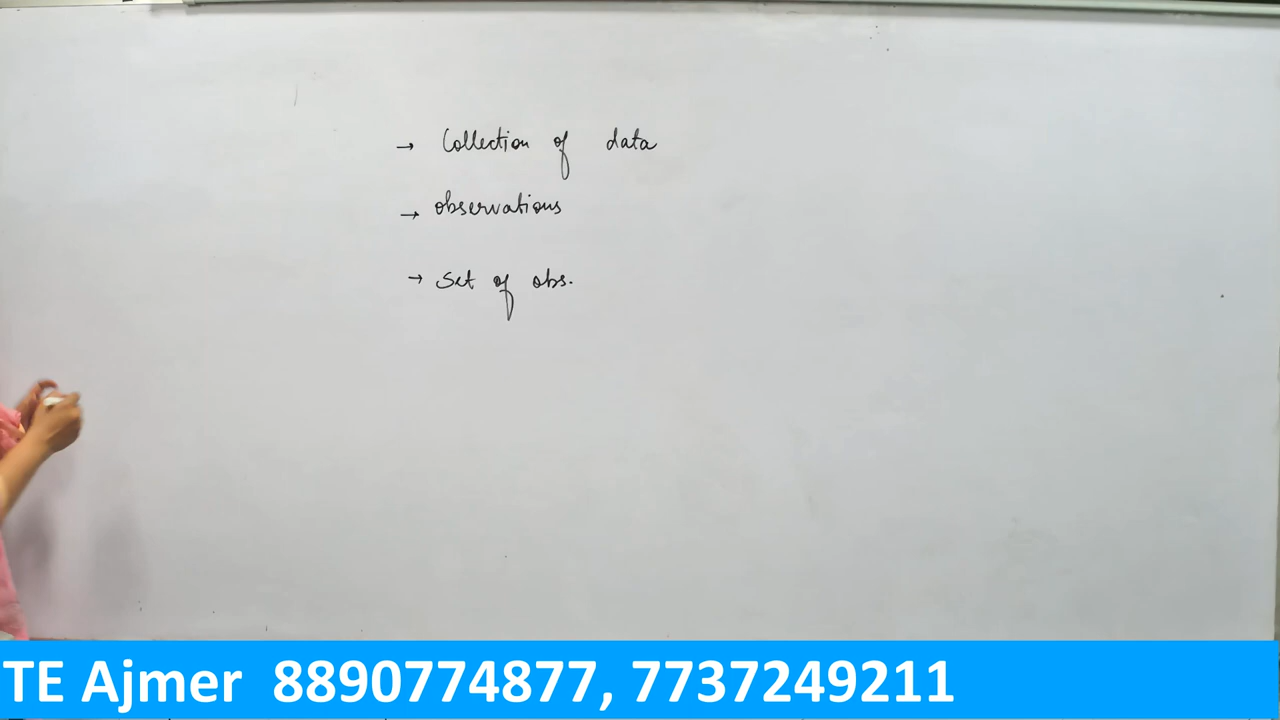 → Collection of data
→ observations
→ Set of obs.
TE Ajmer 8890774877, 7737249211